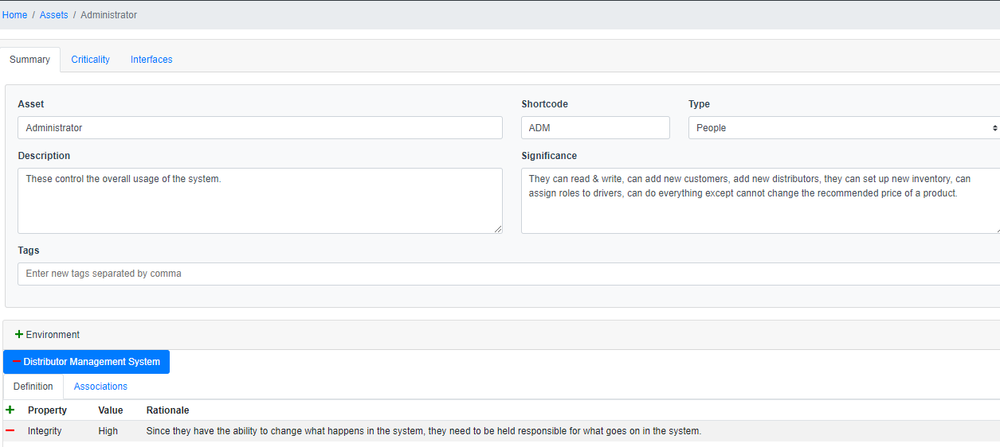 Home / Assets / Administrator
Summary Criticality Interfaces
Asset Shortcode Type
Administrator ADM People
Description Significance
These control the overall usage of the system.
They can read & write, can add new customers, add new distributors, they can set up new inventory, can
assign roles to drivers, can do everything except cannot change the recommended price of a product.
Tags
Enter new tags separated by comma
Environment
Distributor Management System
Definition Associations
Property Value Rationale
Integrity High Since they have the ability to change what happens in the system, they need to be held responsible for what goes on in the system.